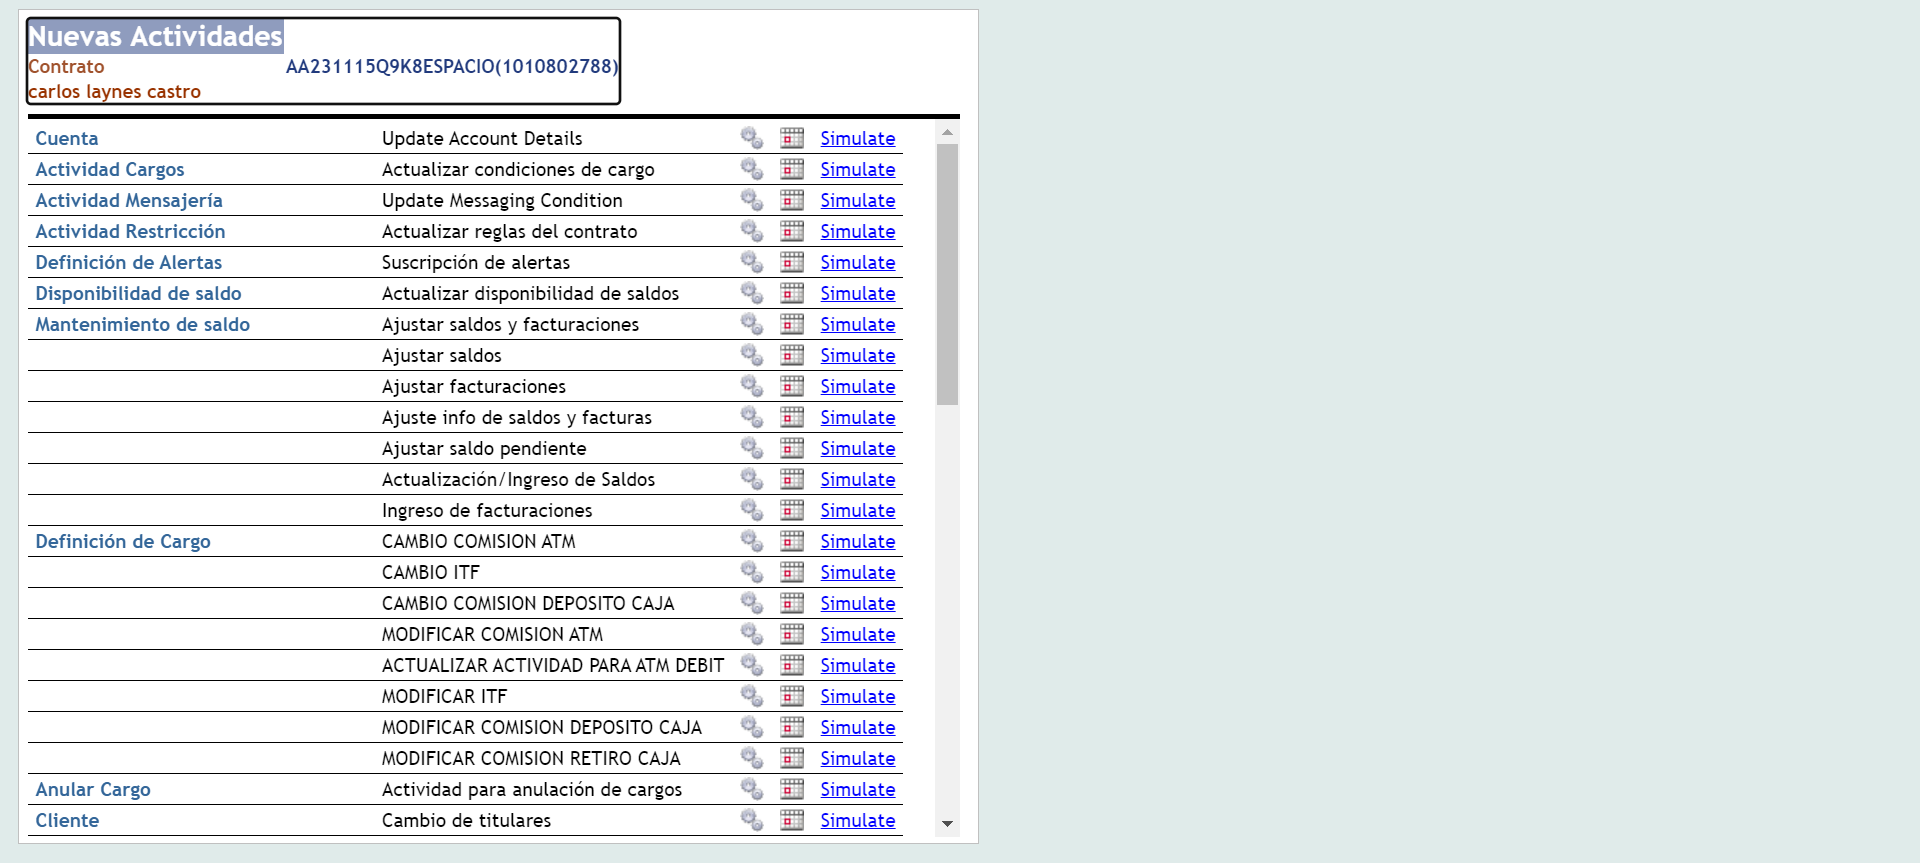 Nuevas Actividades
Contrato AA231115Q9K8ESPACIO(1010802788)
carlos laynes castro
Cuenta Update Account Details Simulate
Actividad Cargos Actualizar condiciones de cargo Simulate
Actividad Mensajería Update Messaging Condition Simulate
Actividad Restricción Actualizar reglas del contrato Simulate
Definición de Alertas Suscripción de alertas Simulate
Disponibilidad de saldo Actualizar disponibilidad de saldos Simulate
Mantenimiento de saldo Ajustar saldos y facturaciones Simulate
Ajustar saldos Simulate
Ajustar facturaciones Simulate
Ajuste info de saldos y facturas Simulate
Ajustar saldo pendiente Simulate
Actualización/Ingreso de Saldos Simulate
Ingreso de facturaciones Simulate
Definición de Cargo CAMBIO COMISION ATM Simulate
CAMBIO ITF Simulate
CAMBIO COMISION DEPOSITO CAJA Simulate
MODIFICAR COMISION ATM Simulate
ACTUALIZAR ACTIVIDAD PARA ATM DEBIT Simulate
MODIFICAR ITF Simulate
MODIFICAR COMISION DEPOSITO CAJA Simulate
MODIFICAR COMISION RETIRO CAJA Simulate
Anular Cargo Actividad para anulación de cargos Simulate
Cliente Cambio de titulares Simulate